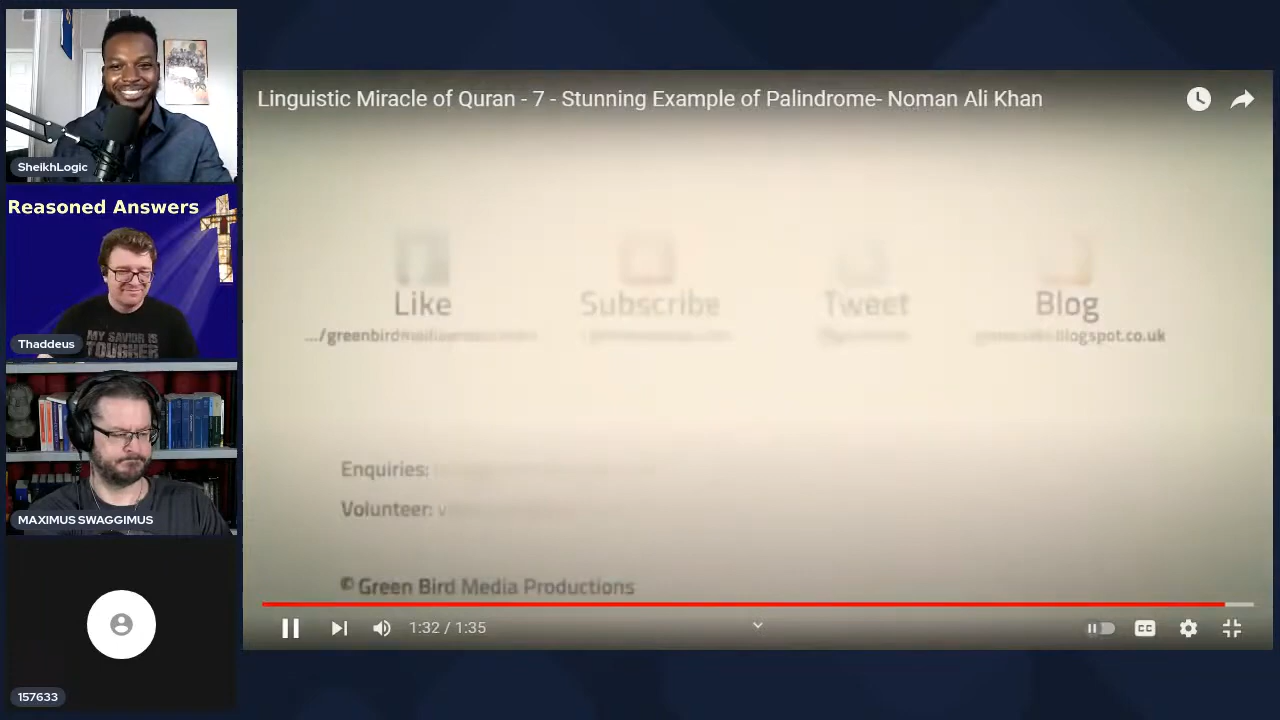 SheikhLogic
Reasoned Answers
MY SAVIOR IS
TOUGHER
Thaddeus
MAXIMUS SWAGGIMUS
157633
Linguistic Miracle of Quran - 7 - Stunning Example of Palindrome- Noman Ali Khan
Like
Subscribe
Tweet
Blog
.../greenbird
blogspot.co.uk
Enquiries:
Volunteer:
© Green Bird Media Productions
1:32 / 1:35
CC